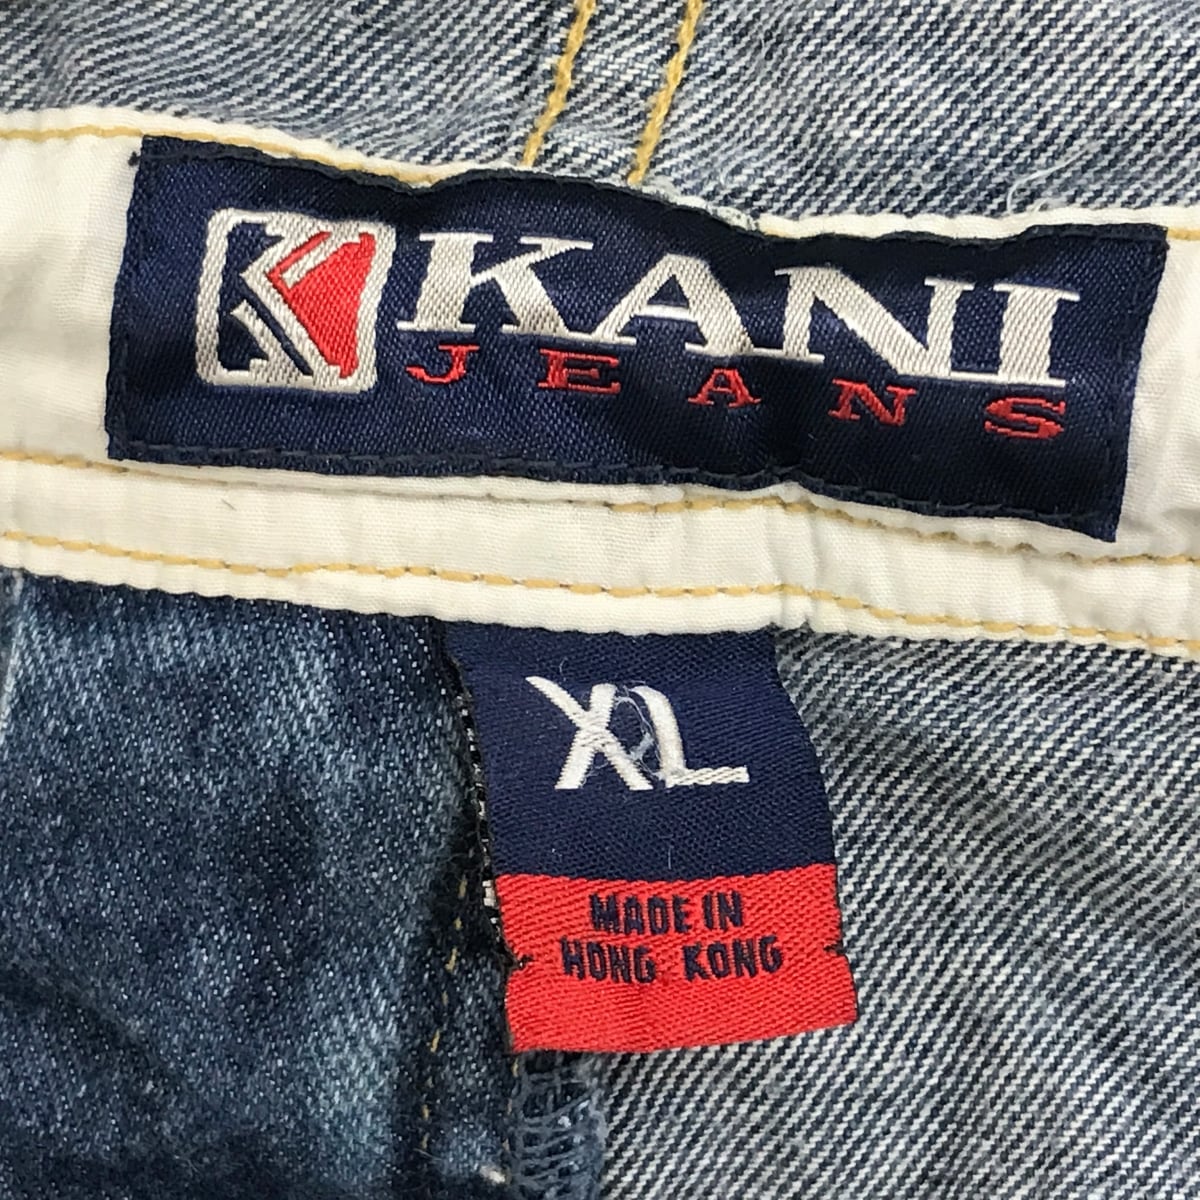 K KANI
JEANS
XL
MADE IN
HONG KONG